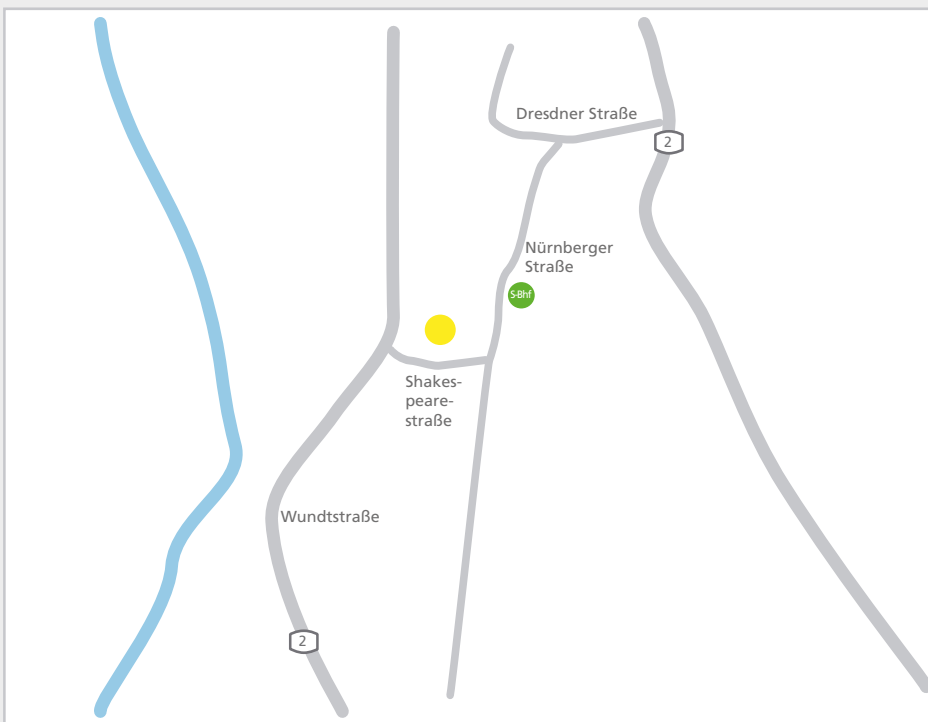 Dresdner Straße
2
Nürnberger
Straße
S-Bhf
Shakes-
peare-
straße
Wundtstraße
2